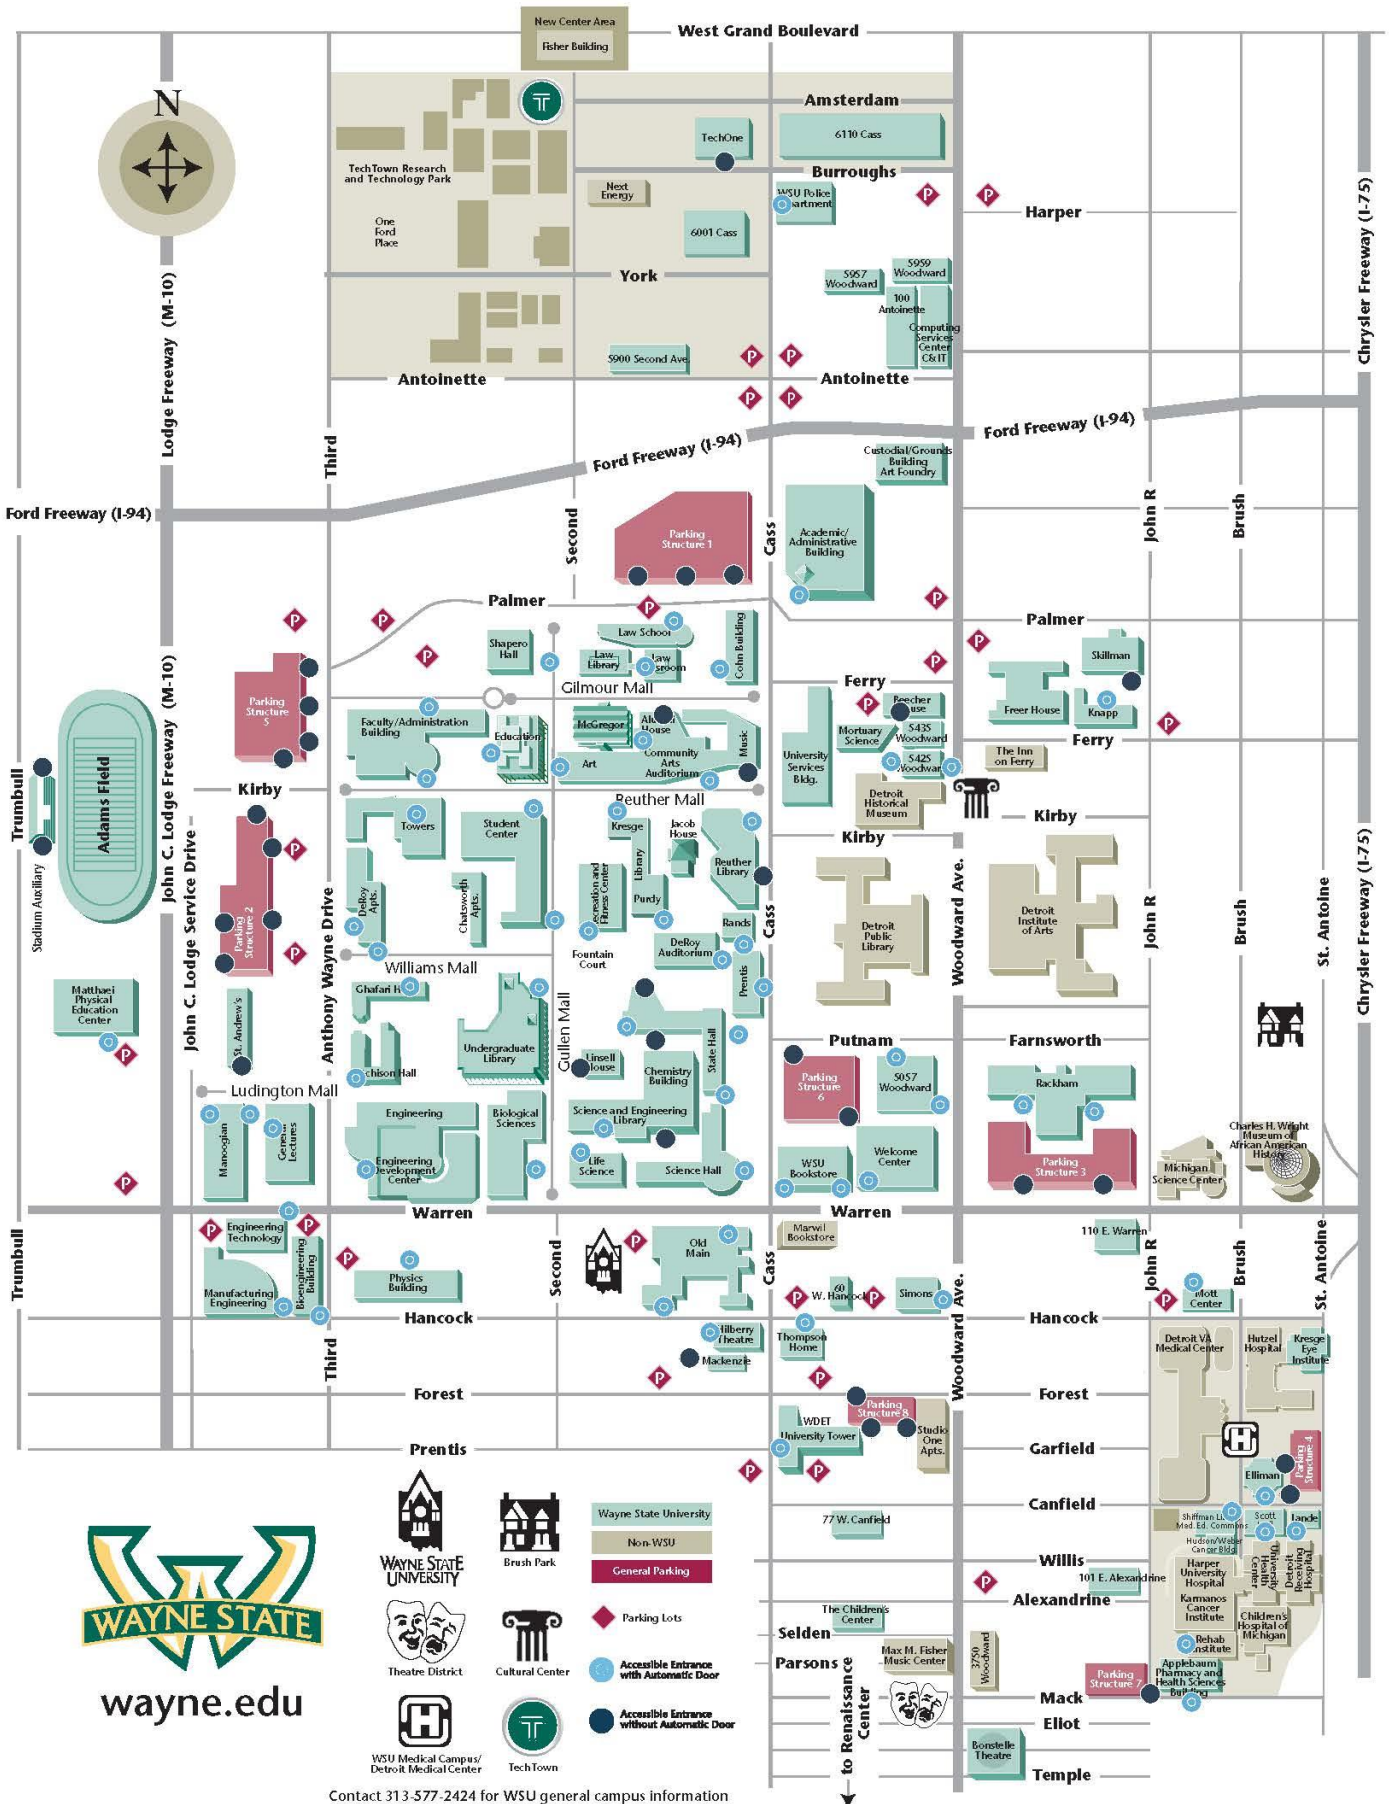 New Center Area
Fisher Building
West Grand Boulevard
N
Amsterdam
TechOne
6110 Cass
TechTown Research
and Technology Park
Burroughs
Next
Energy
WSU Police
Harper
One
Ford
Place
6001 Cass
York
5957
Woodward
5959
Woodward
100
Antoinette
Computing
Services
Center
C&IT
5900 Second Ave.
P
P
P
P
P
P
Antoinette
Antoinette
Lodge Freeway (M-10)
Chrysler Freeway (I-75)
Third
Ford Freeway (I-94)
Ford Freeway (I-94)
Ford Freeway (I-94)
Custodial/Grounds
Building
Art Foundry
Second
Cass
John R
Brush
Parking
Structure 1
Academic/
Administrative
Building
Palmer
Palmer
P
P
P
P
P
P
P
Shapero
Hall
Law School
Law
Library
Cohn Building
Skillman
Gilmour Mall
Ferry
Freer House
Knapp
P
Parking
Structure
5
John C. Lodge Freeway (M-10)
Faculty/Administration
Building
Education
McGregor
Art
Community
Arts
Auditorium
Music
University
Services
Bldg.
P
Beecher
Mortuary
Science
5435
Woodward
5425
Ferry
The Inn
on Ferry
Trumbull
Adams Field
Stadium Auxiliary
Kirby
Reuther Mall
Detroit
Historical
Museum
Kirby
Kirby
Towers
Student
Center
Kresge
Library
Purdy
Jacob
House
Reuther
Library
John C. Lodge Service Drive
Anthony Wayne Drive
Parking
Structure 2
P
P
DeRoy
Apts.
Chatsworth
Apts.
Fitness Center
Fountain
Court
Rands
DeRoy
Auditorium
Prentis
Cass
Detroit
Public
Library
Woodward Ave.
Detroit
Institute
of Arts
John R
Brush
St. Antoine
Chrysler Freeway (I-75)
Williams Mall
Matthaei
Physical
Education
Center
P
St. Andrew's
Undergraduate
Library
Gullen Mall
Linsell
Chemistry
Building
State Hall
Putnam
Farnsworth
Parking
Structure
6
5057
Woodward
Rackham
Ludington Mall
Manoogian
Lectures
Engineering
Engineering
Development
Center
Biological
Sciences
Science and Engineering
Library
Life
Science
Science Hall
WSU
Bookstore
Welcome
Center
Parking
Structure 3
Michigan
Science Center
Charles H. Wright
Museum of
African American
History
P
Warren
Warren
Trumbull
P
Engineering
Technology
P
Manufacturing
Engineering
Bioengineering
Building
P
Physics
Building
Second
P
Old
Main
Cass
Marwil
Bookstore
P
60
W. Hancock
P
Simons
Woodward Ave.
110 E. Warren
John R
Brush
St. Antoine
P
Mott
Center
Hancock
Hancock
Third
Theatre
Mackenzie
Thompson
Home
Detroit VA
Medical Center
Hutzel
Hospital
Kresge
Eye
Institute
P
P
Forest
Forest
WDET
University Tower
Parking
Structure 8
Studio
One
Apts.
Prentis
Garfield
H
Elliman
Parking
Structure 4
P
P
Canfield
77 W. Canfield
Med. Ed. Commons
Scott
Lande
Hudson/Weber
Cancer Bldg.
Willis
101 E. Alexandrine
P
Alexandrine
Harper
University
Hospital
Karmanos
Cancer
Institute
University
Health
Center
Detroit
Receiving
Hospital
Children's
Hospital of
Michigan
Rehab
Institute
The Children's
Center
Selden
Parsons
Max M. Fisher
Music Center
3750
Woodward
Parking
Structure 7
Applebaum
Pharmacy and
Health Sciences
Building
Mack
Eliot
to Renaissance
Center
Bonstelle
Theatre
Temple
WAYNE STATE
wayne.edu
WAYNE STATE
UNIVERSITY
Brush Park
Wayne State University
Non-WSU
General Parking
Parking Lots
Theatre District
Cultural Center
Accessible Entrance
with Automatic Door
Accessible Entrance
without Automatic Door
H
WSU Medical Campus/
Detroit Medical Center
TechTown
Contact 313-577-2424 for WSU general campus information